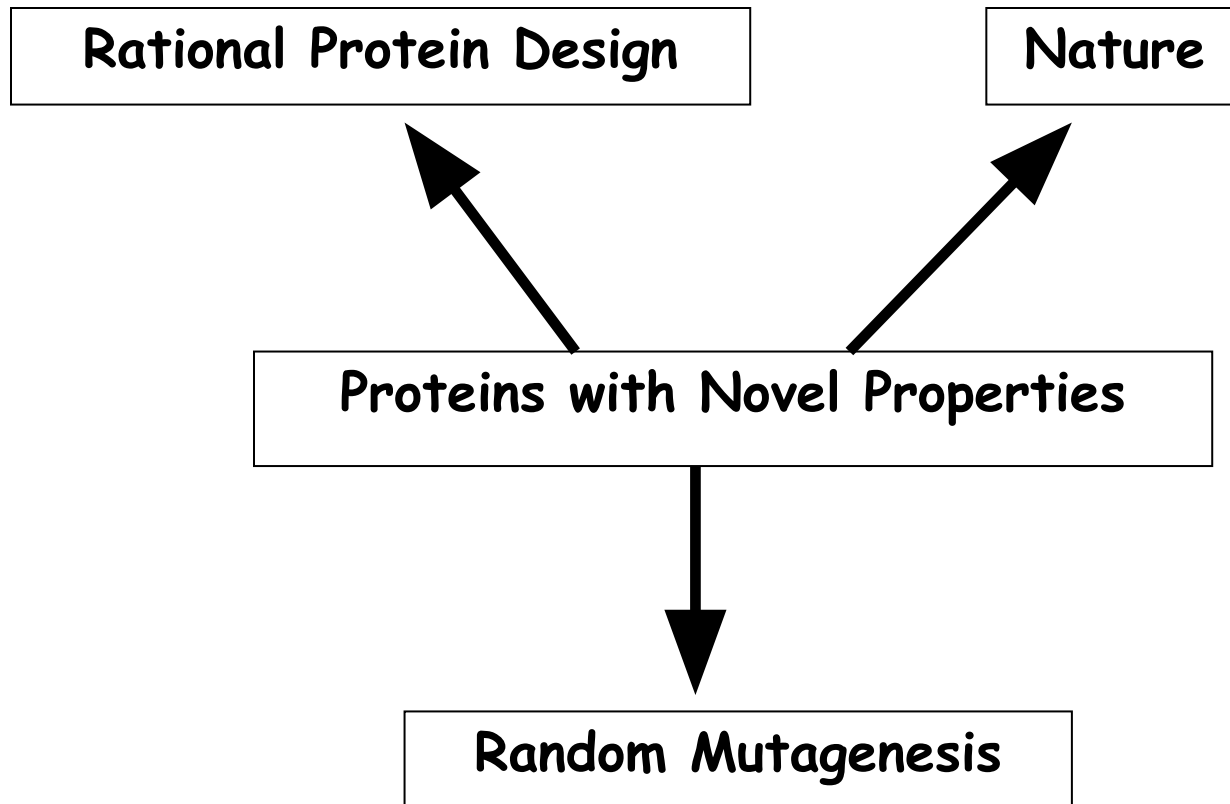 Rational Protein Design
Nature
Proteins with Novel Properties
Random Mutagenesis